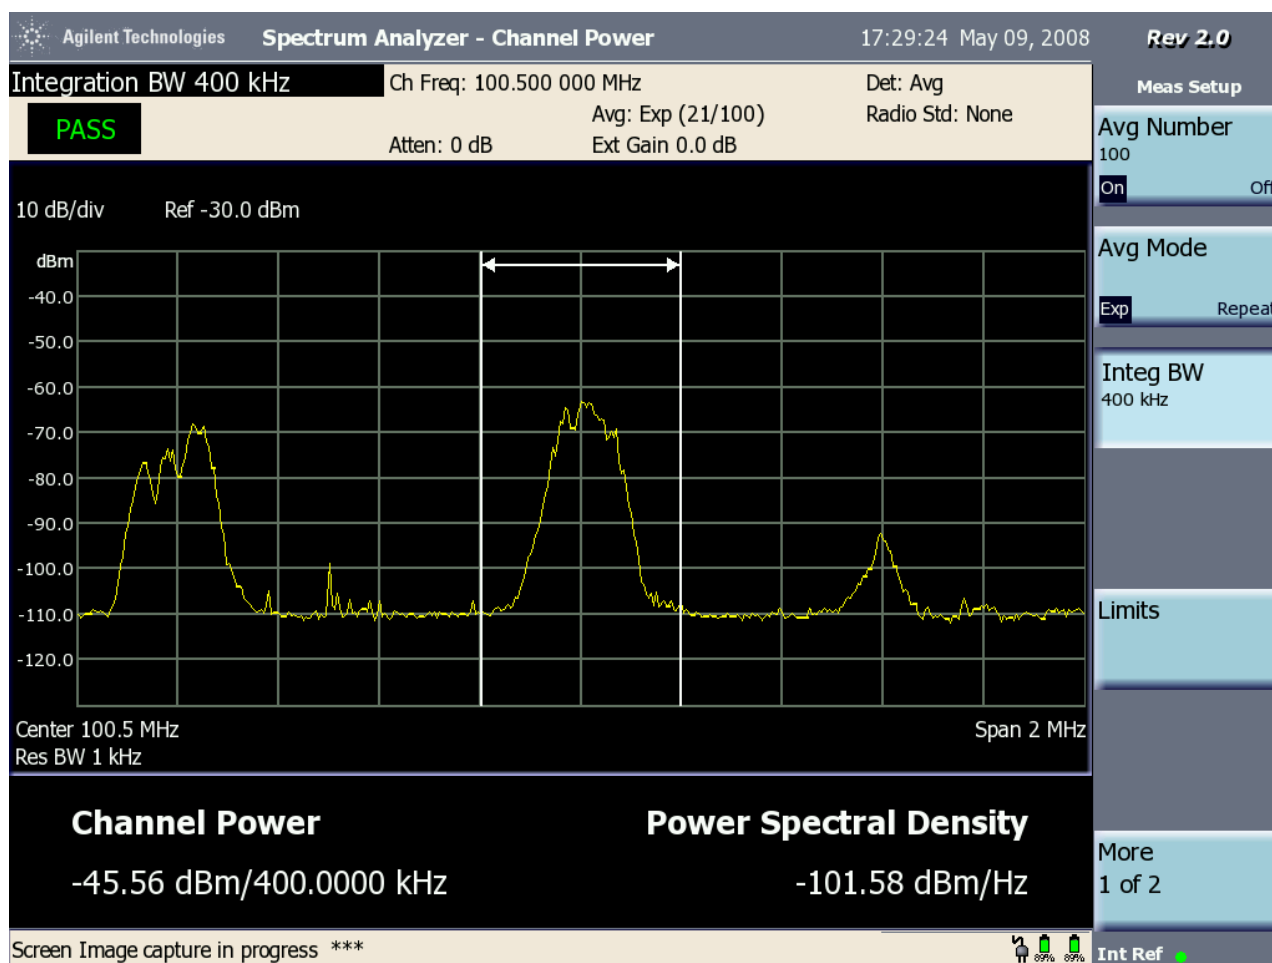 Agilent Technologies Spectrum Analyzer - Channel Power 17:29:24 May 09, 2008 Rev 2.0
Integration BW 400 kHz Ch Freq: 100.500 000 MHz Det: Avg
PASS Avg: Exp (21/100) Radio Std: None
Atten: 0 dB Ext Gain 0.0 dB
10 dB/div Ref -30.0 dBm
dBm
-40.0
-50.0
-60.0
-70.0
-80.0
-90.0
-100.0
-110.0
-120.0
Center 100.5 MHz Span 2 MHz
Res BW 1 kHz
Channel Power Power Spectral Density
-45.56 dBm/400.0000 kHz -101.58 dBm/Hz
Screen Image capture in progress ***
89% 89%
Meas Setup
Avg Number
100
On Off
Avg Mode
Exp Repeat
Integ BW
400 kHz
Limits
More
1 of 2
Int Ref